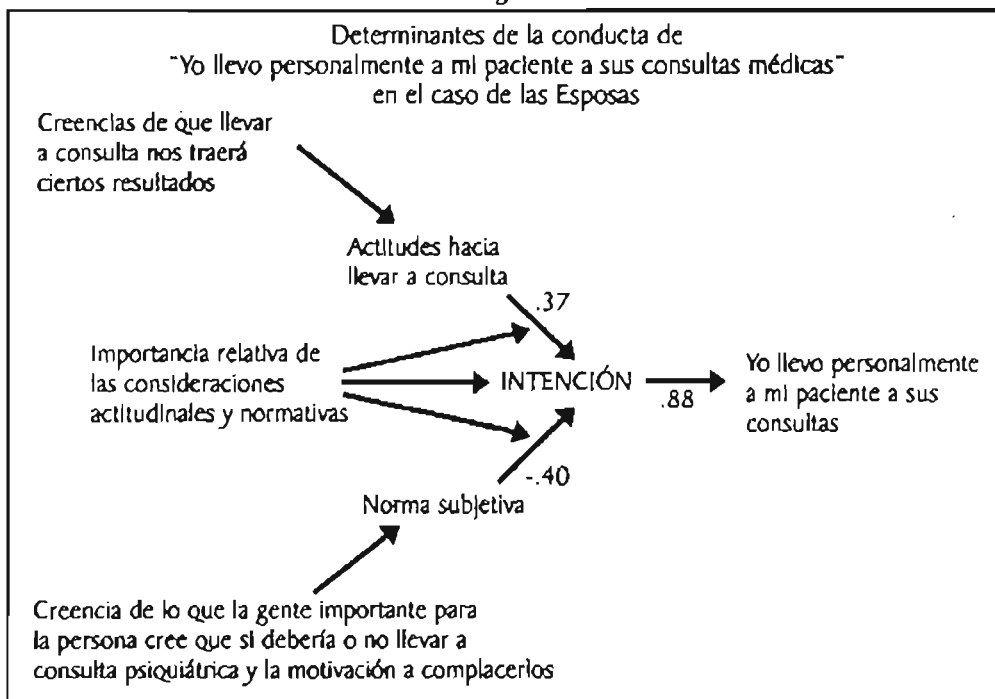 Determinantes de la conducta de
"Yo llevo personalmente a mi paciente a sus consultas médicas"
en el caso de las Esposas
Creencias de que llevar
a consulta nos traerá
ciertos resultados
Actitudes hacia
llevar a consulta
.37
Importancia relativa de
las consideraciones
actitudinales y normativas
INTENCIÓN
.88
Yo llevo personalmente
a mi paciente a sus
consultas
-.40
Norma subjetiva
Creencia de lo que la gente importante para
la persona cree que si debería o no llevar a
consulta psiquiátrica y la motivación a complacerlos